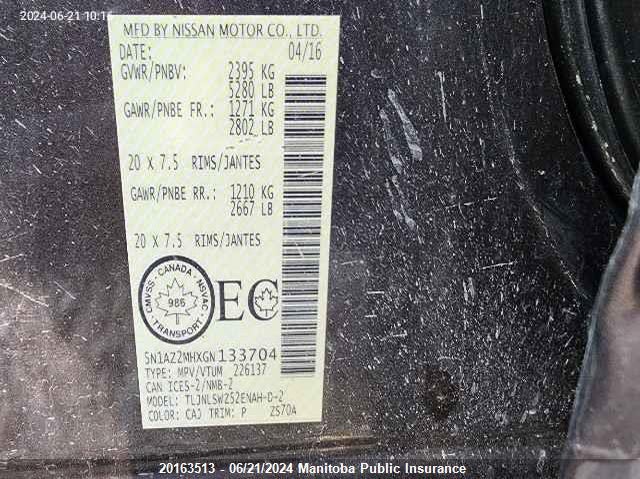 2024-06-21 10:16
MFD BY NISSAN MOTOR CO., LTD.
DATE: 04/16
GVWR/PNBV: 2395 KG
5280 LB
GAWR/PNBE FR.: 1271 KG
2802 LB
20 X 7.5 RIMS/JANTES
GAWR/PNBE RR.: 1210 KG
2667 LB
20 X 7.5 RIMS/JANTES
CMVSS - CANADA - NSVAC
986
EC
5N1AZ2MHXGN133704
TYPE: MPV/VTUM 226137
CAN ICES-2/NMB-2
MODEL: TLJNLSWZ52ENAH-D-2
COLOR: CAJ TRIM: P ZS70A
20163513 - 06/21/2024 Manitoba Public Insurance